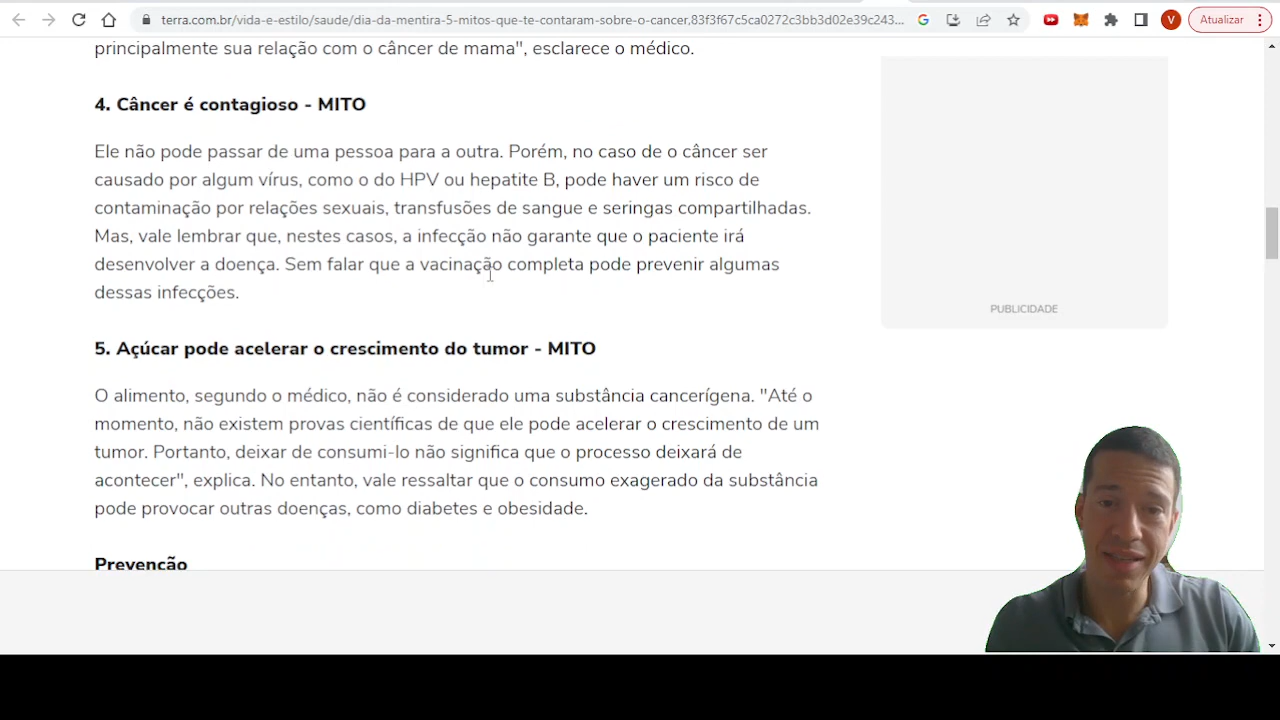 terra.com.br/vida-e-estilo/saude/dia-da-mentira-5-mitos-que-te-contaram-sobre-o-cancer,83f3f67c5ca0272c3bb3d02e39c243...
V
Atualizar
principalmente sua relação com o câncer de mama", esclarece o médico.
4. Câncer é contagioso - MITO
Ele não pode passar de uma pessoa para a outra. Porém, no caso de o câncer ser
causado por algum vírus, como o do HPV ou hepatite B, pode haver um risco de
contaminação por relações sexuais, transfusões de sangue e seringas compartilhadas.
Mas, vale lembrar que, nestes casos, a infecção não garante que o paciente irá
desenvolver a doença. Sem falar que a vacinação completa pode prevenir algumas
dessas infecções.
PUBLICIDADE
5. Açúcar pode acelerar o crescimento do tumor - MITO
O alimento, segundo o médico, não é considerado uma substância cancerígena. "Até o
momento, não existem provas científicas de que ele pode acelerar o crescimento de um
tumor. Portanto, deixar de consumi-lo não significa que o processo deixará de
acontecer", explica. No entanto, vale ressaltar que o consumo exagerado da substância
pode provocar outras doenças, como diabetes e obesidade.
Prevenção